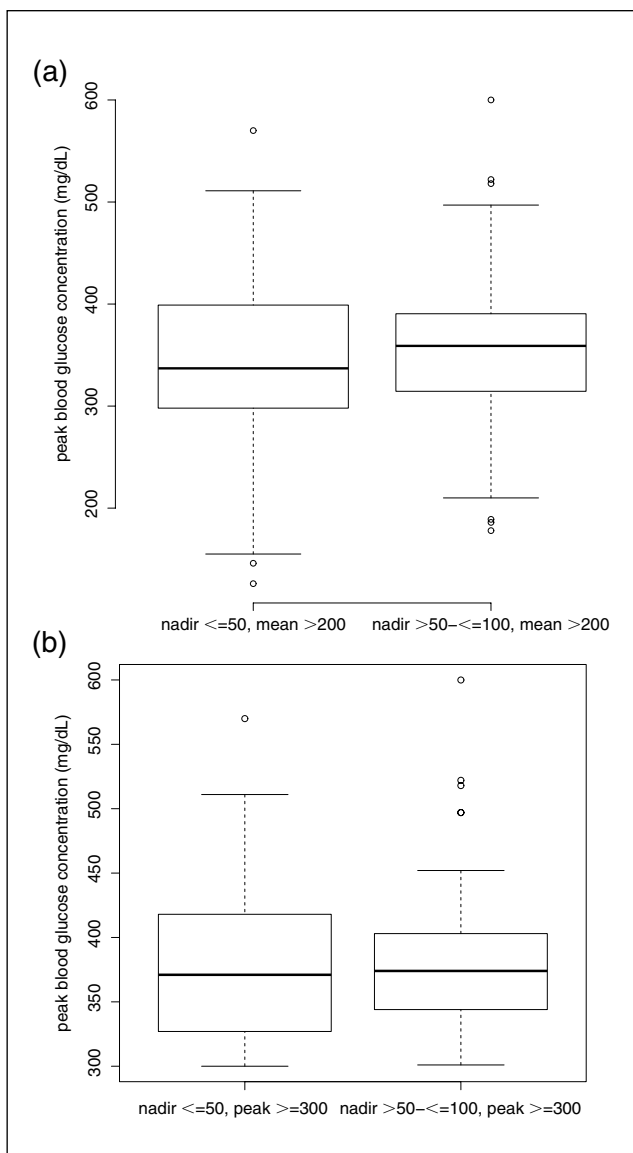 (a)
peak blood glucose concentration (mg/dL)
600
500
400
300
200
nadir <=50, mean >200 nadir >50−<=100, mean >200
(b)
peak blood glucose concentration (mg/dL)
600
550
500
450
400
350
300
nadir <=50, peak >=300 nadir >50−<=100, peak >=300